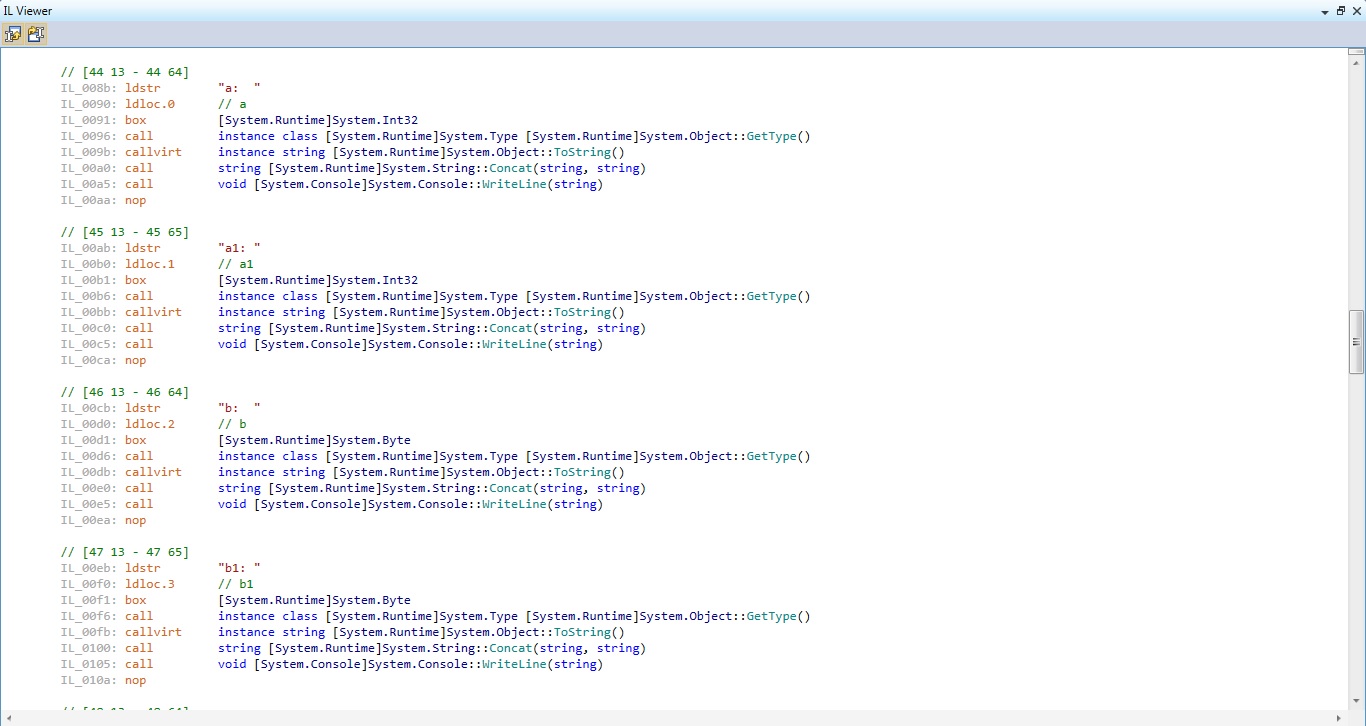 IL Viewer
// [44 13 - 44 64]
IL_008b: ldstr "a:  "
IL_0090: ldloc.0 // a
IL_0091: box [System.Runtime]System.Int32
IL_0096: call instance class [System.Runtime]System.Type [System.Runtime]System.Object::GetType()
IL_009b: callvirt instance string [System.Runtime]System.Object::ToString()
IL_00a0: call string [System.Runtime]System.String::Concat(string, string)
IL_00a5: call void [System.Console]System.Console::WriteLine(string)
IL_00aa: nop
// [45 13 - 45 65]
IL_00ab: ldstr "a1: "
IL_00b0: ldloc.1 // a1
IL_00b1: box [System.Runtime]System.Int32
IL_00b6: call instance class [System.Runtime]System.Type [System.Runtime]System.Object::GetType()
IL_00bb: callvirt instance string [System.Runtime]System.Object::ToString()
IL_00c0: call string [System.Runtime]System.String::Concat(string, string)
IL_00c5: call void [System.Console]System.Console::WriteLine(string)
IL_00ca: nop
// [46 13 - 46 64]
IL_00cb: ldstr "b:  "
IL_00d0: ldloc.2 // b
IL_00d1: box [System.Runtime]System.Byte
IL_00d6: call instance class [System.Runtime]System.Type [System.Runtime]System.Object::GetType()
IL_00db: callvirt instance string [System.Runtime]System.Object::ToString()
IL_00e0: call string [System.Runtime]System.String::Concat(string, string)
IL_00e5: call void [System.Console]System.Console::WriteLine(string)
IL_00ea: nop
// [47 13 - 47 65]
IL_00eb: ldstr "b1: "
IL_00f0: ldloc.3 // b1
IL_00f1: box [System.Runtime]System.Byte
IL_00f6: call instance class [System.Runtime]System.Type [System.Runtime]System.Object::GetType()
IL_00fb: callvirt instance string [System.Runtime]System.Object::ToString()
IL_0100: call string [System.Runtime]System.String::Concat(string, string)
IL_0105: call void [System.Console]System.Console::WriteLine(string)
IL_010a: nop